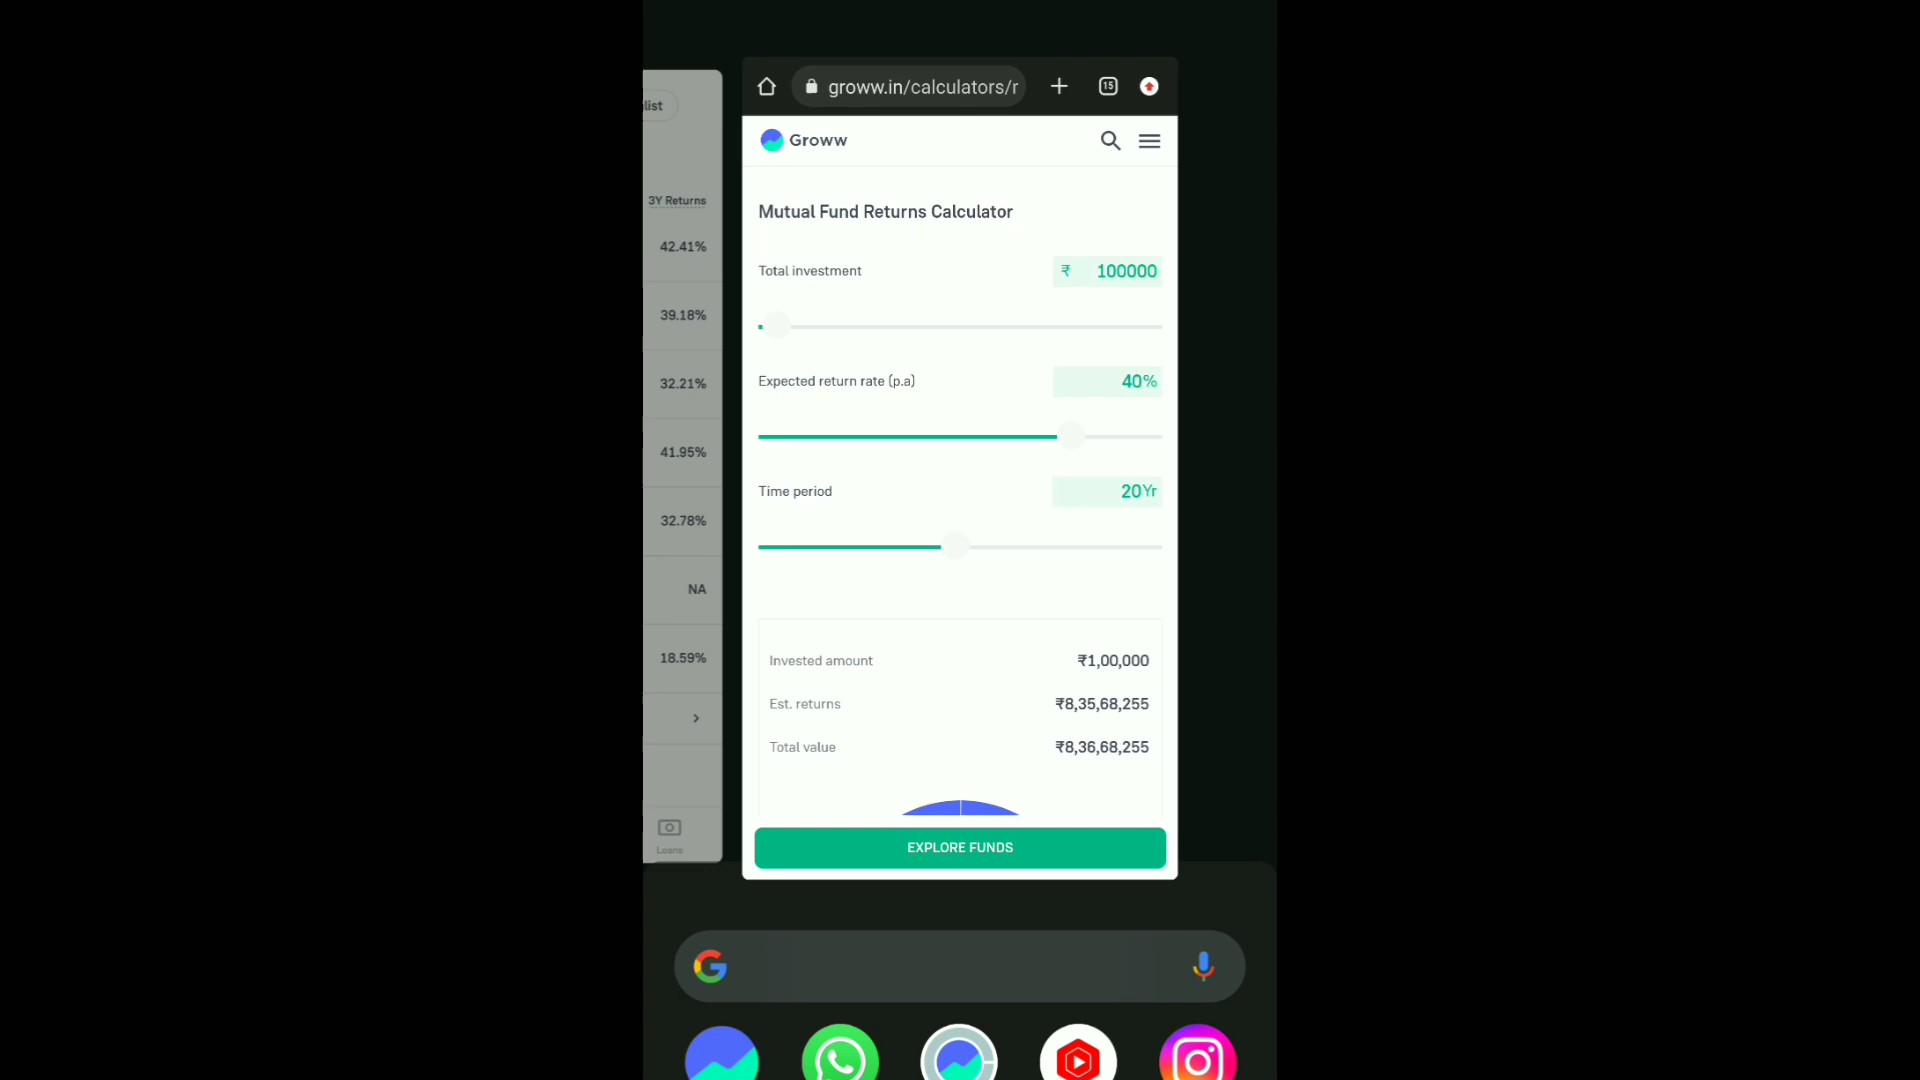 list
3Y Returns
42.41%
39.18%
32.21%
41.95%
32.78%
NA
18.59%
Loans
groww.in/calculators/r
15
Groww
Mutual Fund Returns Calculator
Total investment
₹ 100000
Expected return rate (p.a)
40%
Time period
20Yr
Invested amount
₹1,00,000
Est. returns
₹8,35,68,255
Total value
₹8,36,68,255
EXPLORE FUNDS